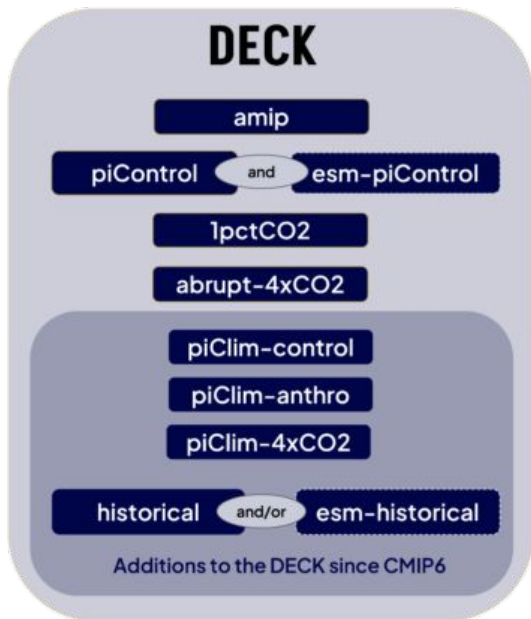 DECK
amip
piControl and esm-piControl
1pctCO2
abrupt-4xCO2
piClim-control
piClim-anthro
piClim-4xCO2
historical and/or esm-historical
Additions to the DECK since CMIP6